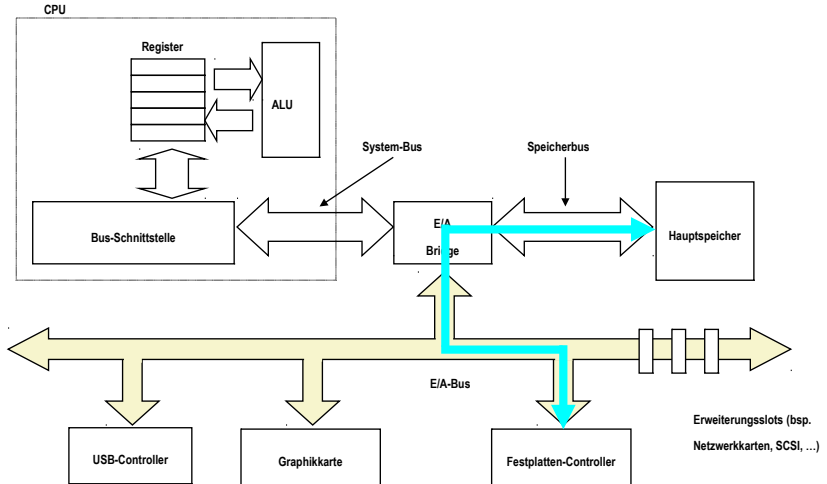 CPU
Register
ALU
System-Bus
Speicherbus
Bus-Schnittstelle
E/A
Bridge
Hauptspeicher
E/A-Bus
Erweiterungsslots (bsp.
Netzwerkkarten, SCSI, ...)
USB-Controller
Graphikkarte
Festplatten-Controller